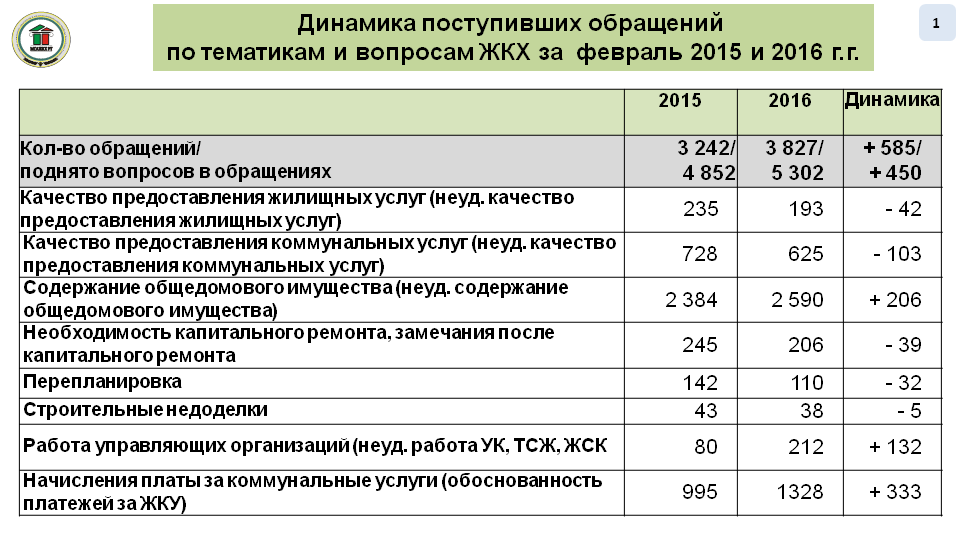 Динамика поступивших обращений
по тематикам и вопросам ЖКХ за февраль 2015 и 2016 г.г.
1
2015 2016 Динамика
Кол-во обращений/
поднято вопросов в обращениях
3 242/
4 852
3 827/
5 302
+ 585/
+ 450
Качество предоставления жилищных услуг (неуд. качество
предоставления жилищных услуг)
235 193 - 42
Качество предоставления коммунальных услуг (неуд. качество
предоставления коммунальных услуг)
728 625 - 103
Содержание общедомового имущества (неуд. содержание
общедомового имущества)
2 384 2 590 + 206
Необходимость капитального ремонта, замечания после
капитального ремонта
245 206 - 39
Перепланировка 142 110 - 32
Строительные недоделки 43 38 - 5
Работа управляющих организаций (неуд. работа УК, ТСЖ, ЖСК 80 212 + 132
Начисления платы за коммунальные услуги (обоснованность
платежей за ЖКУ)
995 1328 + 333